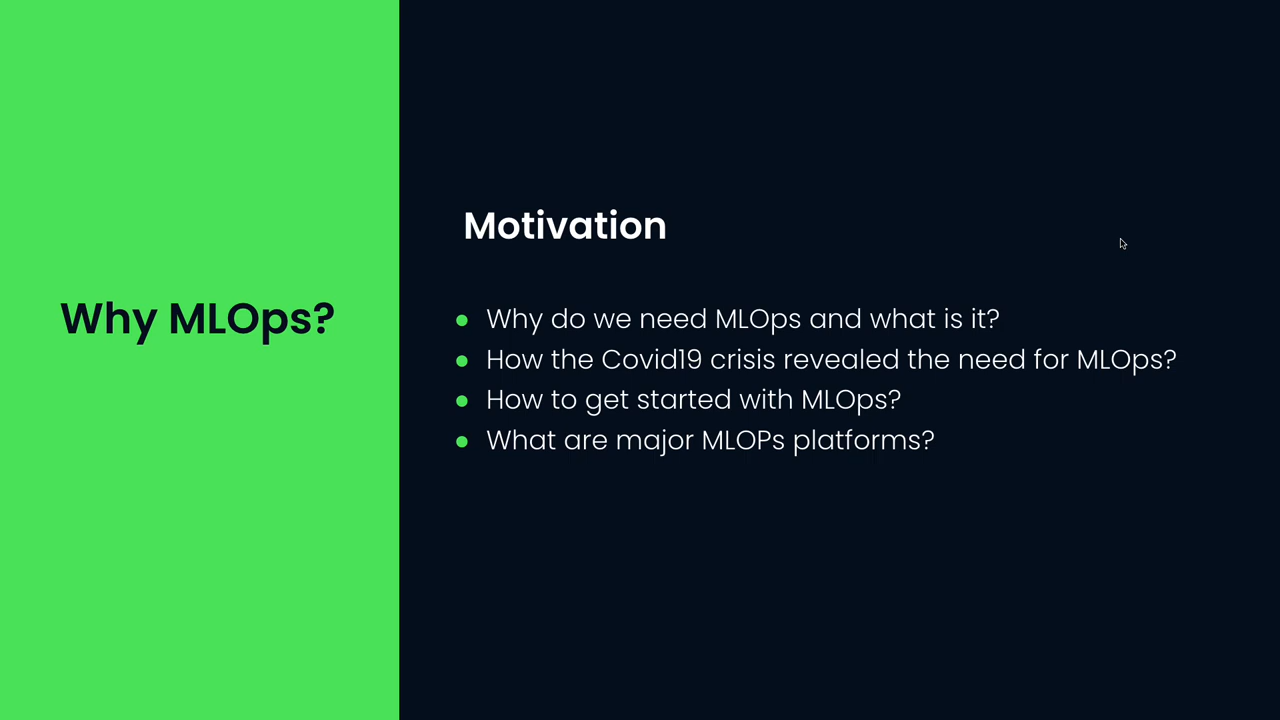 Why MLOps?
Motivation
Why do we need MLOps and what is it?
How the Covid19 crisis revealed the need for MLOps?
How to get started with MLOps?
What are major MLOPs platforms?